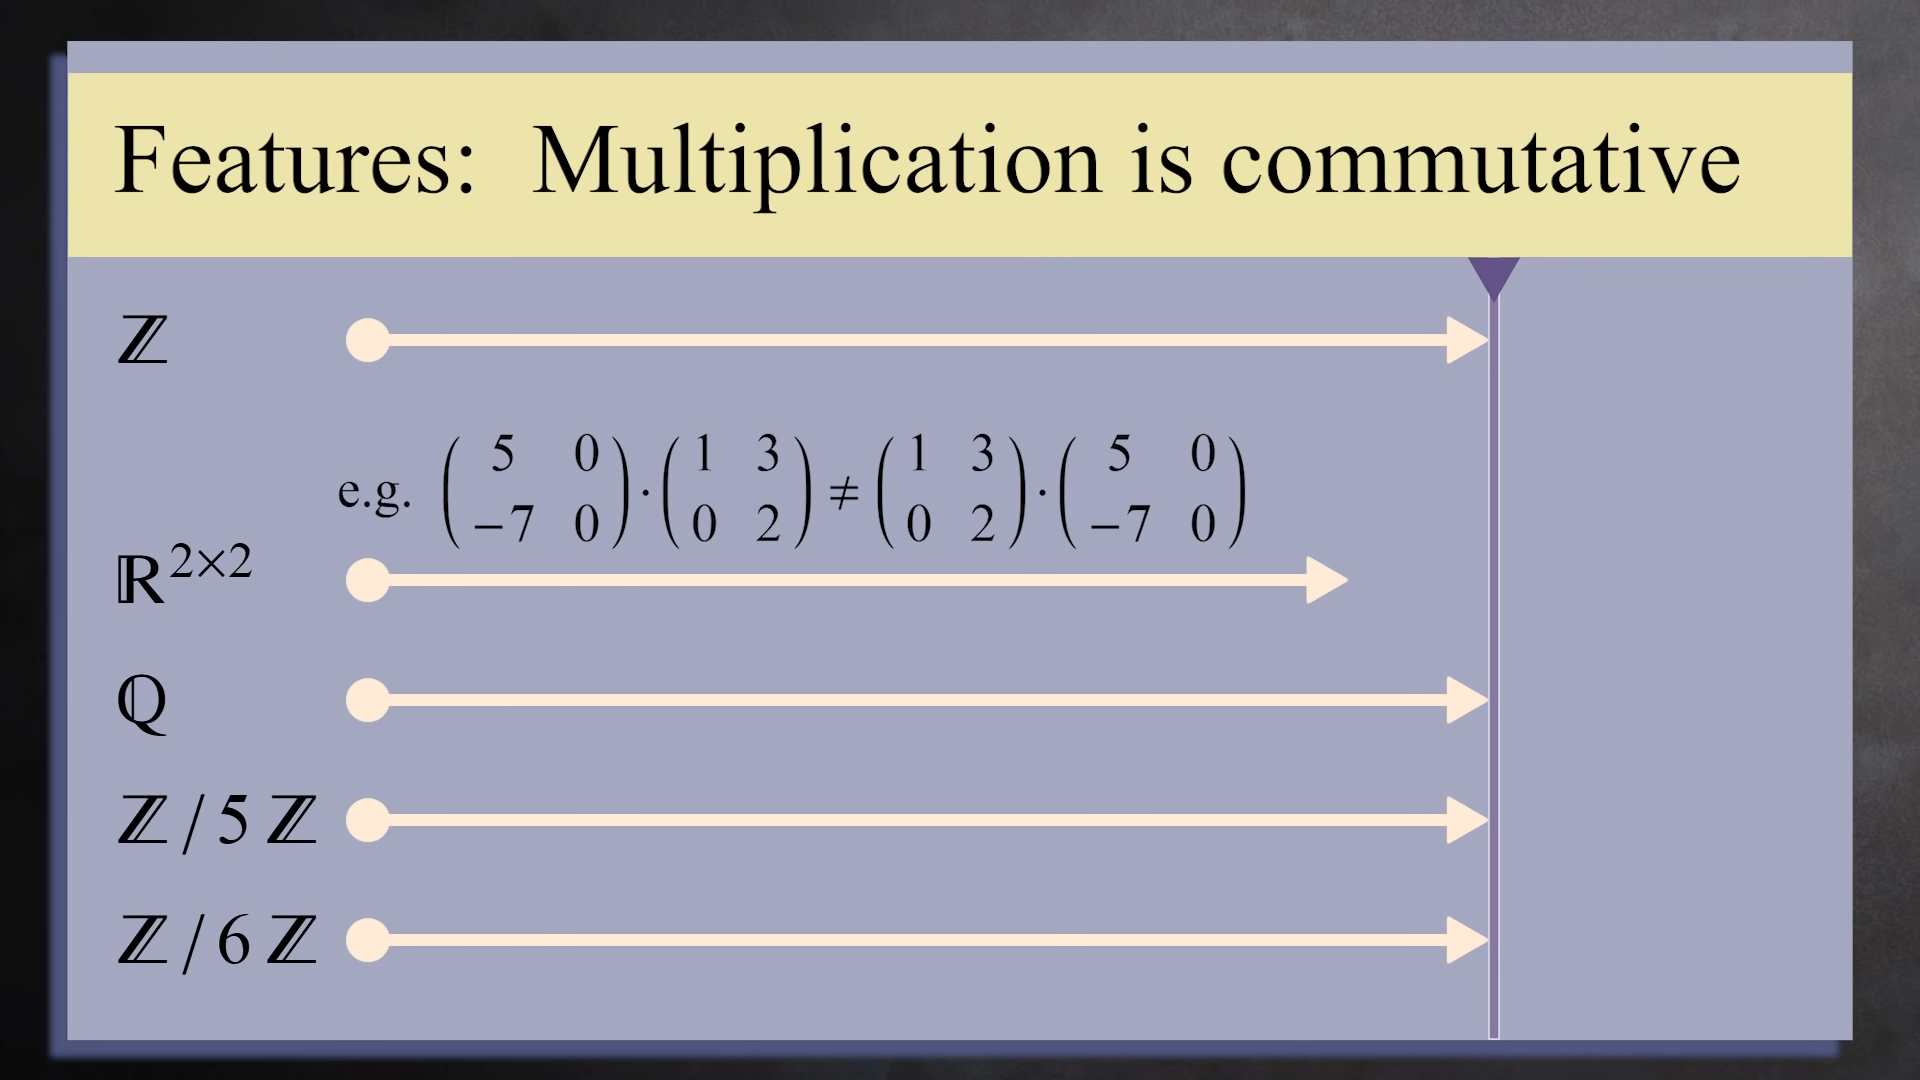 Features: Multiplication is commutative
ℤ
e.g. ( 5 0 ; −7 0 ) · ( 1 3 ; 0 2 ) ≠ ( 1 3 ; 0 2 ) · ( 5 0 ; −7 0 )
ℝ^2×2
ℚ
ℤ / 5 ℤ
ℤ / 6 ℤ